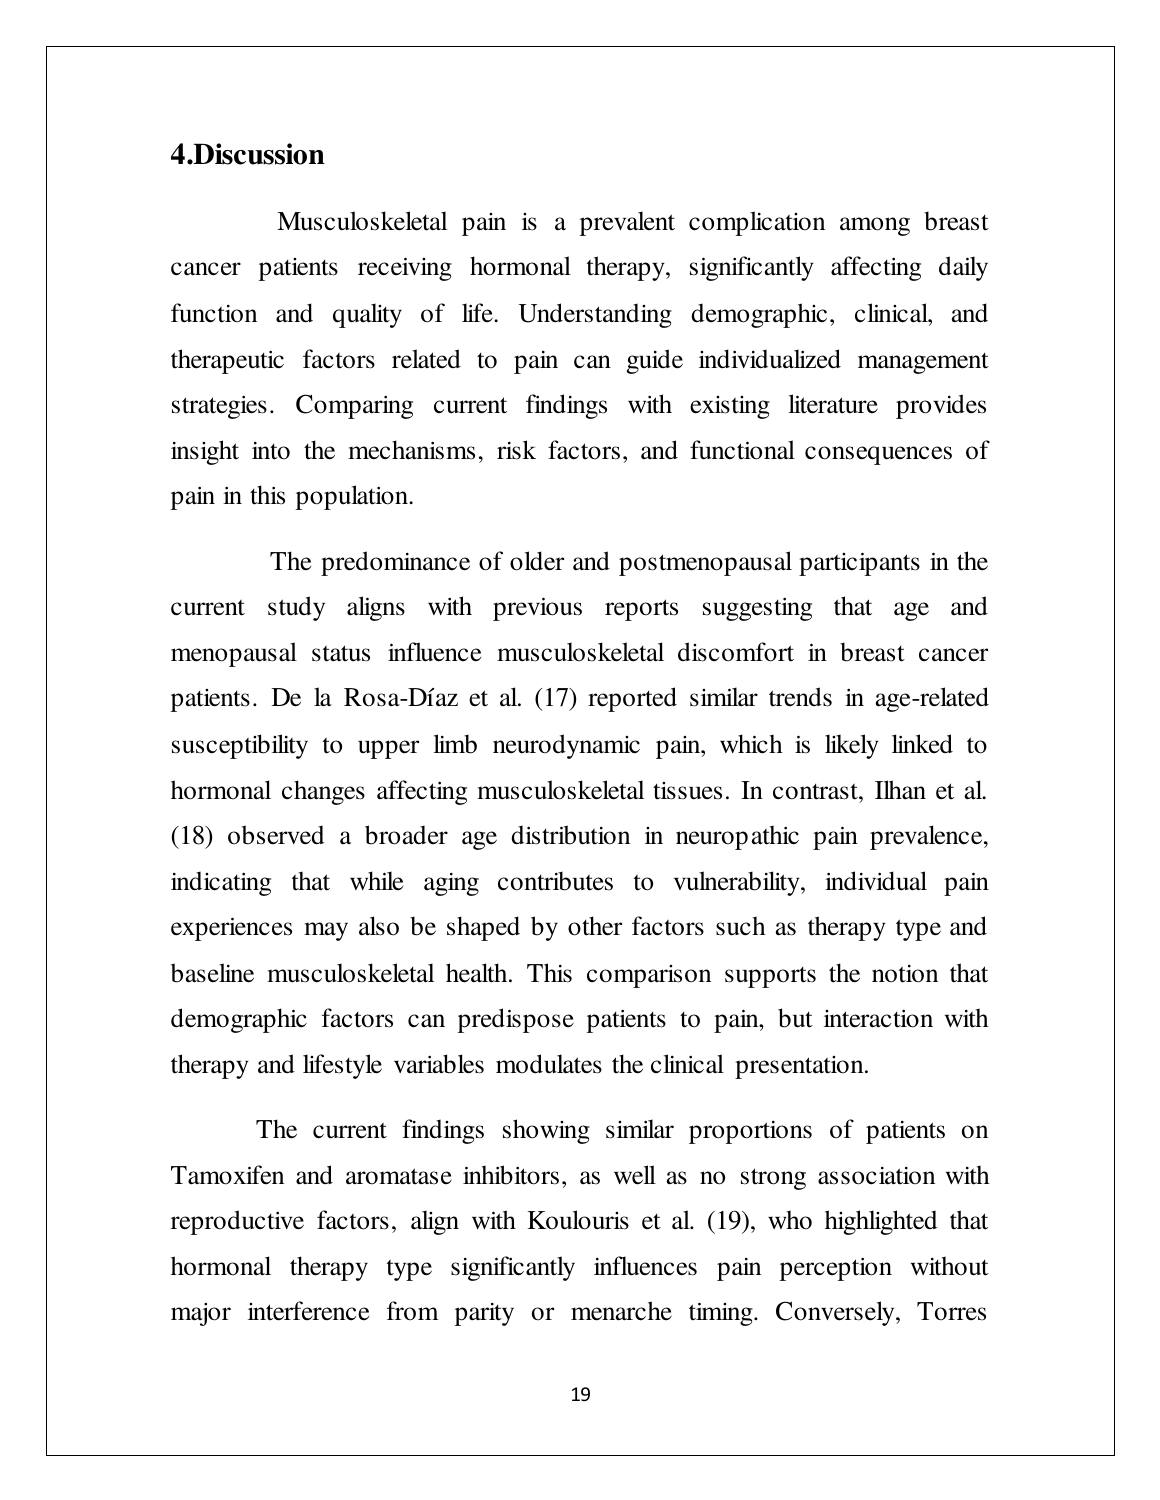 4.Discussion
Musculoskeletal pain is a prevalent complication among breast
cancer patients receiving hormonal therapy, significantly affecting daily
function and quality of life. Understanding demographic, clinical, and
therapeutic factors related to pain can guide individualized management
strategies. Comparing current findings with existing literature provides
insight into the mechanisms, risk factors, and functional consequences of
pain in this population.
The predominance of older and postmenopausal participants in the
current study aligns with previous reports suggesting that age and
menopausal status influence musculoskeletal discomfort in breast cancer
patients. De la Rosa-Díaz et al. (17) reported similar trends in age-related
susceptibility to upper limb neurodynamic pain, which is likely linked to
hormonal changes affecting musculoskeletal tissues. In contrast, Ilhan et al.
(18) observed a broader age distribution in neuropathic pain prevalence,
indicating that while aging contributes to vulnerability, individual pain
experiences may also be shaped by other factors such as therapy type and
baseline musculoskeletal health. This comparison supports the notion that
demographic factors can predispose patients to pain, but interaction with
therapy and lifestyle variables modulates the clinical presentation.
The current findings showing similar proportions of patients on
Tamoxifen and aromatase inhibitors, as well as no strong association with
reproductive factors, align with Koulouris et al. (19), who highlighted that
hormonal therapy type significantly influences pain perception without
major interference from parity or menarche timing. Conversely, Torres
19